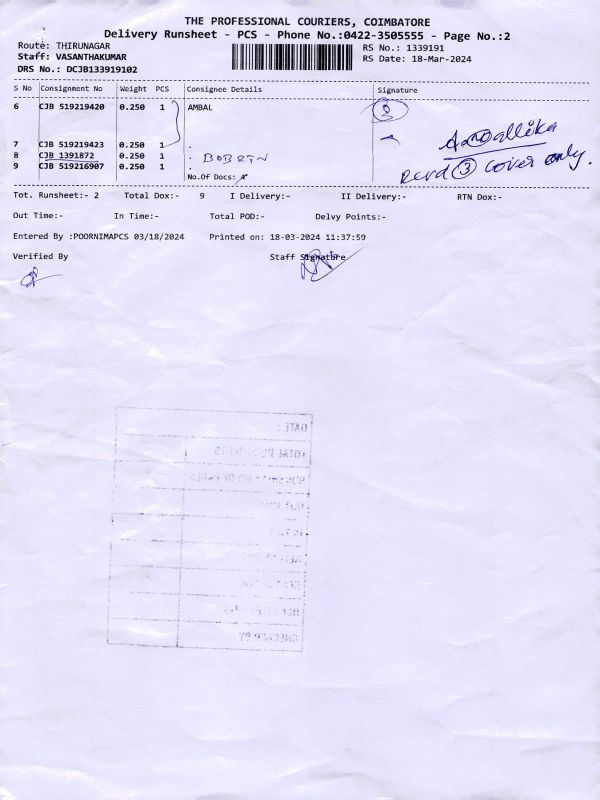 THE PROFESSIONAL COURIERS, COIMBATORE
Delivery Runsheet - PCS - Phone No.:0422-3505555 - Page No.:2
Route: THIRUNAGAR RS No.: 1339191
Staff: VASANTHAKUMAR RS Date: 18-Mar-2024
DRS No.: DCJB133919102
S No Consignment No Weight PCS Consignee Details Signature
6 CJB 519219420 0.250 1 AMBAL
7 CJB 519219423 0.250 1 .
8 CJB 1391872 0.250 1 .
9 CJB 519216907 0.250 1 .
recvd ③ cover only.
No.Of Docs:
Tot. Runsheet:- 2 Total Dox:- 9 I Delivery:- II Delivery:- RTN Dox:-
Out Time:- In Time:- Total POD:- Delvy Points:-
Entered By :POORNIMAPCS 03/18/2024 Printed on: 18-03-2024 11:37:59
Verified By Staff Signature
DATE :
CHECKED BY